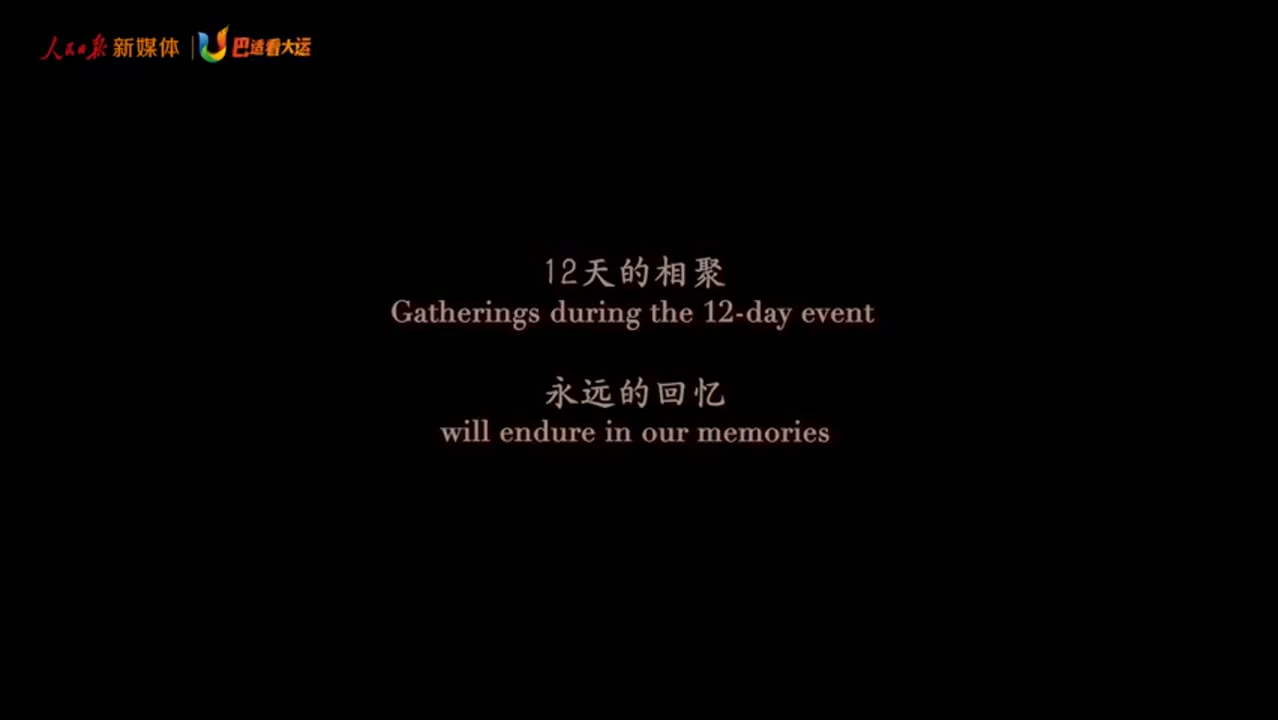 人民日报 新媒体 | 巴适看大运
12天的相聚
Gatherings during the 12-day event
永远的回忆
will endure in our memories